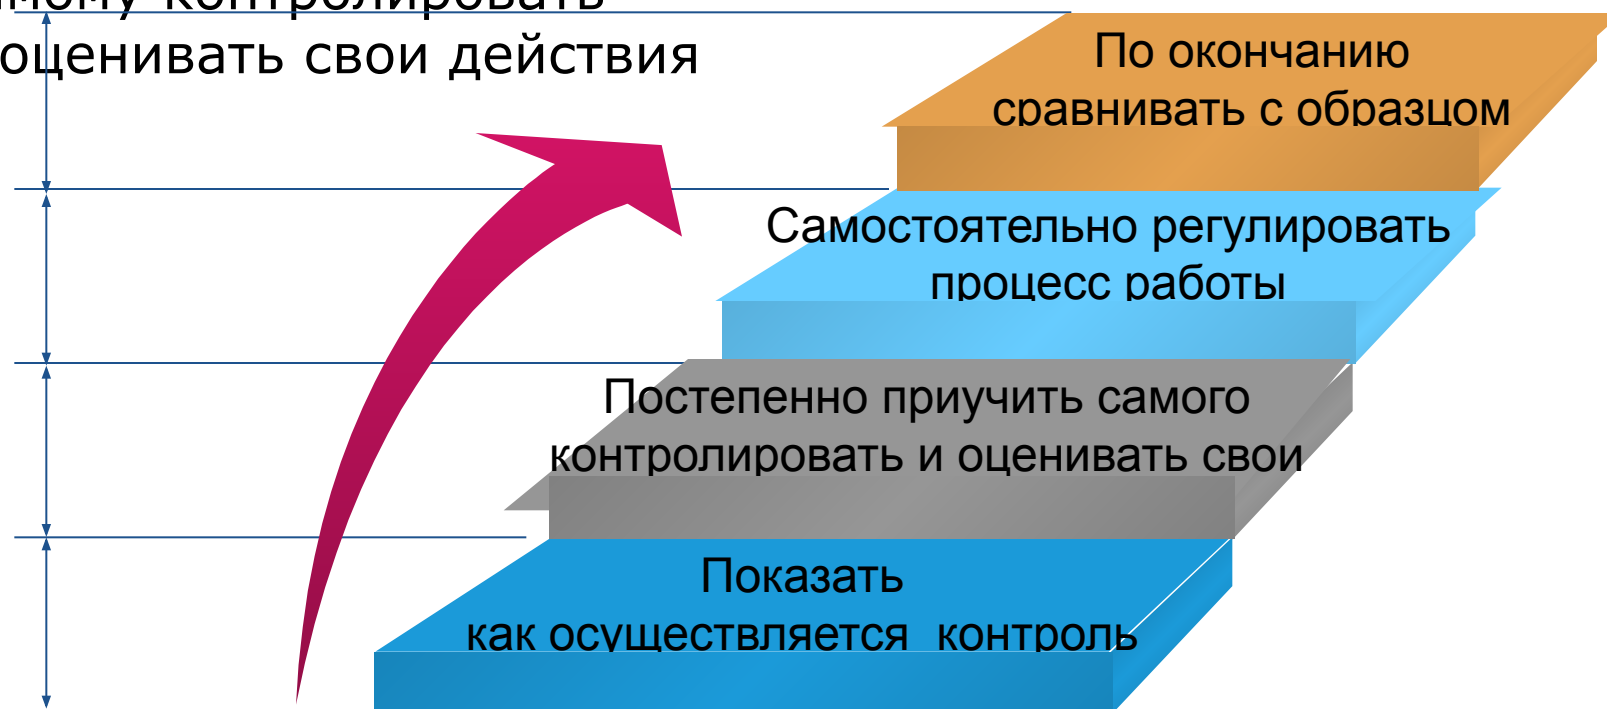 контролировать
оценивать свои действия
По окончанию
сравнивать с образцом
Самостоятельно регулировать
процесс работы
Постепенно приучить самого
контролировать и оценивать свои
Показать
как осуществляется контроль